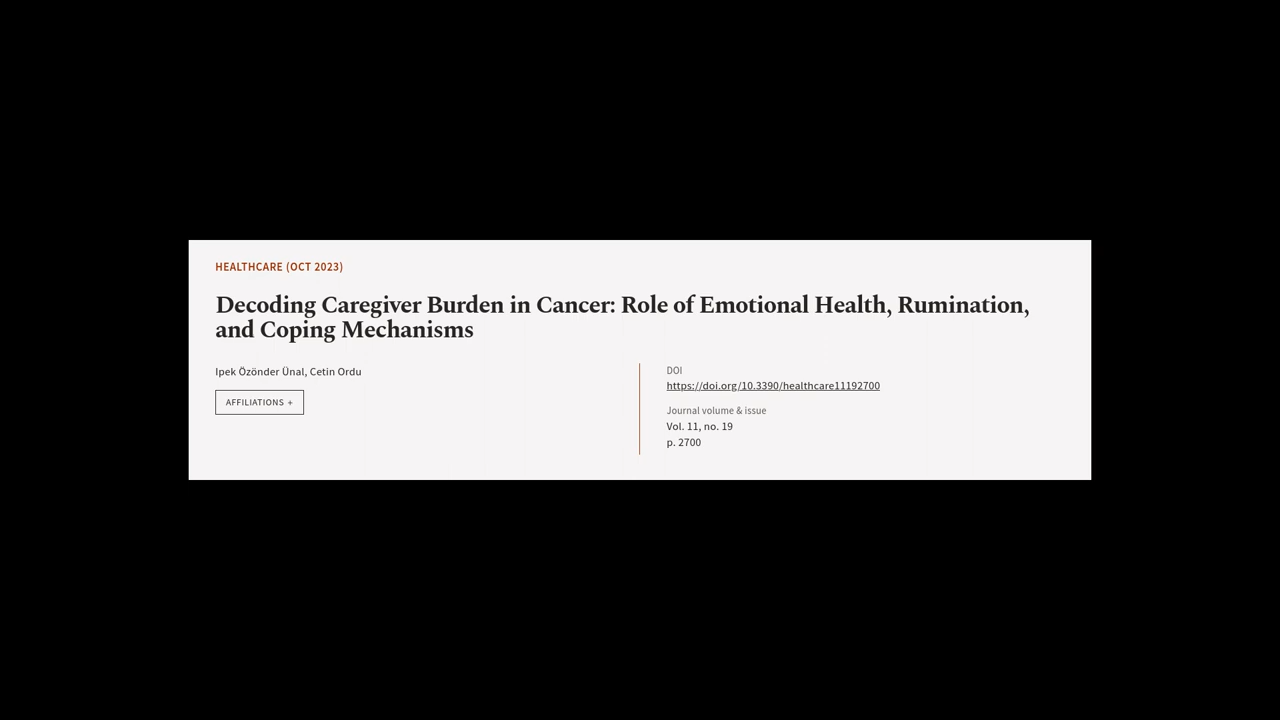 HEALTHCARE (OCT 2023)
Decoding Caregiver Burden in Cancer: Role of Emotional Health, Rumination,
and Coping Mechanisms
Ipek Özönder Ünal, Cetin Ordu
AFFILIATIONS +
DOI
https://doi.org/10.3390/healthcare11192700
Journal volume & issue
Vol. 11, no. 19
p. 2700